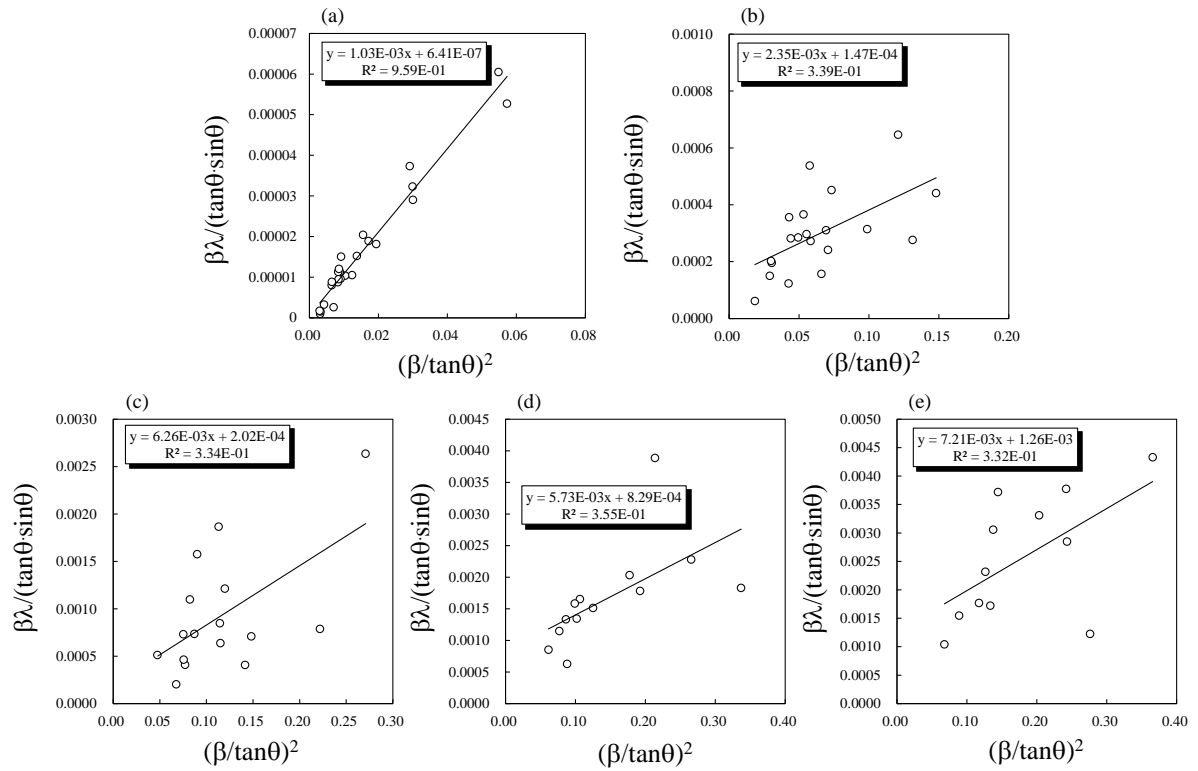 (a)
y = 1.03E-03x + 6.41E-07
R² = 9.59E-01
βλ/(tanθ·sinθ)
0.00007
0.00006
0.00005
0.00004
0.00003
0.00002
0.00001
0
0.00 0.02 0.04 0.06 0.08
(β/tanθ)²
(b)
y = 2.35E-03x + 1.47E-04
R² = 3.39E-01
βλ/(tanθ·sinθ)
0.0010
0.0008
0.0006
0.0004
0.0002
0.0000
0.00 0.05 0.10 0.15 0.20
(β/tanθ)²
(c)
y = 6.26E-03x + 2.02E-04
R² = 3.34E-01
βλ/(tanθ·sinθ)
0.0030
0.0025
0.0020
0.0015
0.0010
0.0005
0.0000
0.00 0.05 0.10 0.15 0.20 0.25 0.30
(β/tanθ)²
(d)
y = 5.73E-03x + 8.29E-04
R² = 3.55E-01
βλ/(tanθ·sinθ)
0.0045
0.0040
0.0035
0.0030
0.0025
0.0020
0.0015
0.0010
0.0005
0.0000
0.00 0.10 0.20 0.30 0.40
(β/tanθ)²
(e)
y = 7.21E-03x + 1.26E-03
R² = 3.32E-01
βλ/(tanθ·sinθ)
0.0050
0.0045
0.0040
0.0035
0.0030
0.0025
0.0020
0.0015
0.0010
0.0005
0.0000
0.00 0.10 0.20 0.30 0.40
(β/tanθ)²